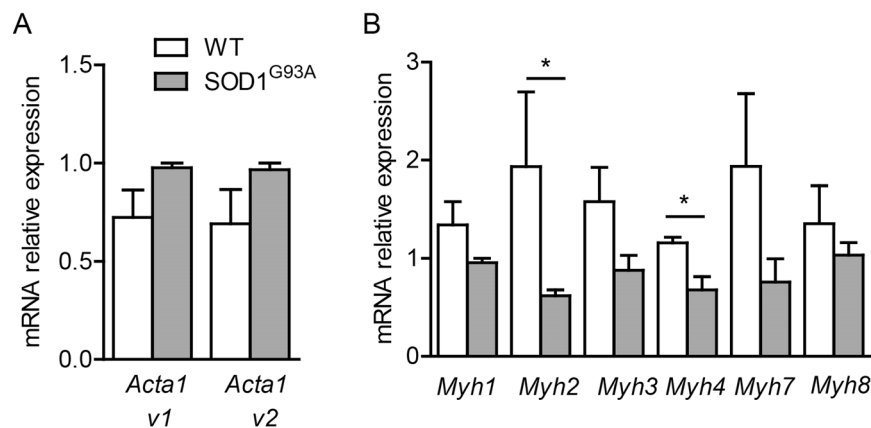 A
WT
SOD1G93A
mRNA relative expression
1.5
1.0
0.5
0.0
Acta1
v1
Acta1
v2
B
mRNA relative expression
3
2
1
0
*
*
Myh1 Myh2 Myh3 Myh4 Myh7 Myh8